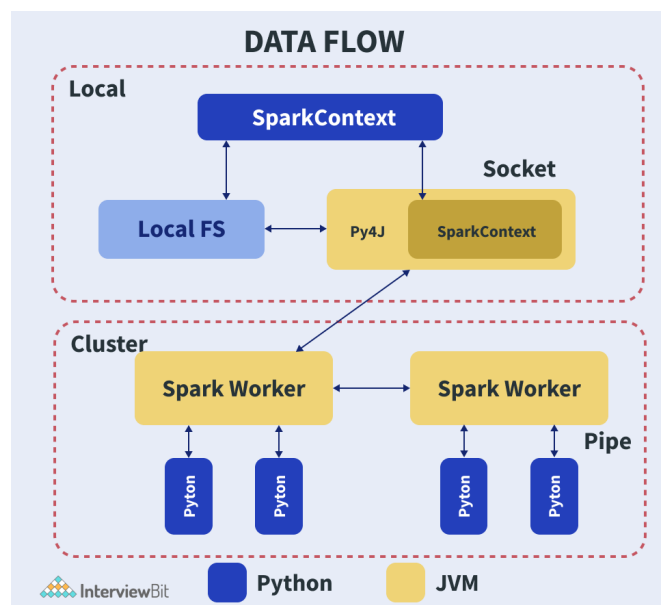 DATA FLOW
Local
SparkContext
Socket
Local FS
Py4J
SparkContext
Cluster
Spark Worker
Spark Worker
Pipe
Pyton
Pyton
Pyton
Pyton
InterviewBit
Python
JVM